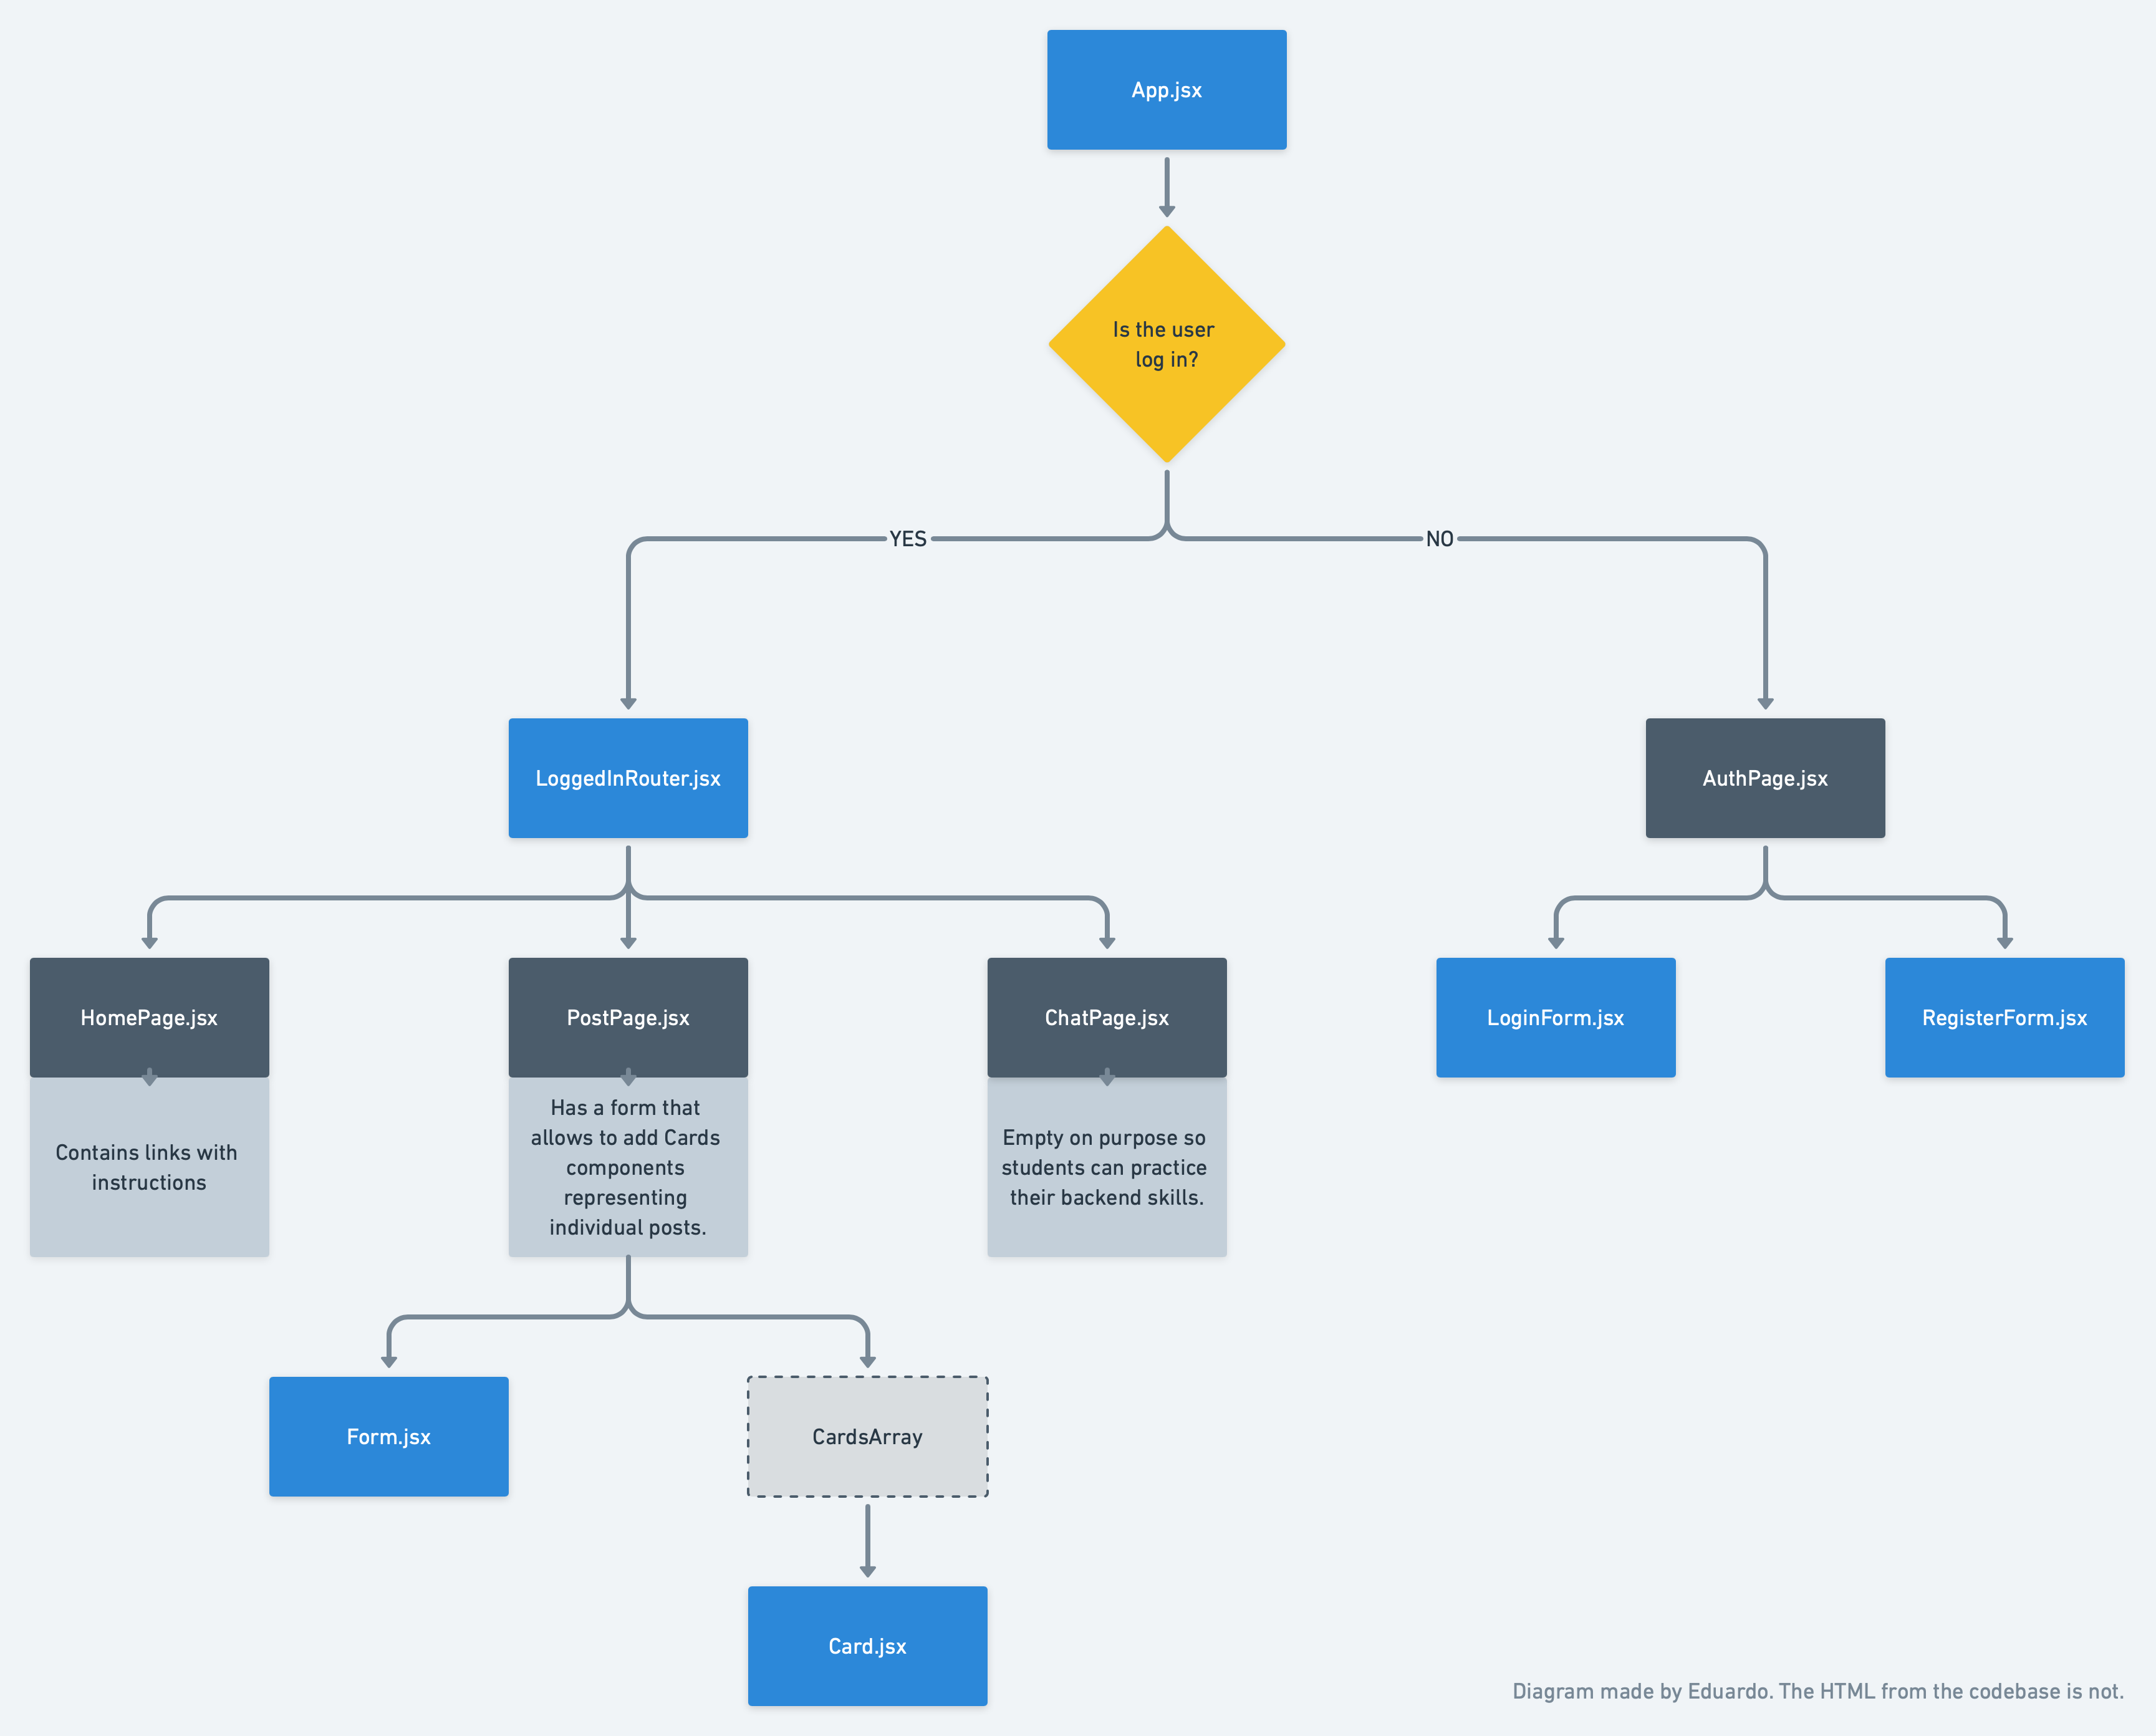 App.jsx
Is the user
log in?
YES
NO
LoggedInRouter.jsx
AuthPage.jsx
HomePage.jsx
PostPage.jsx
ChatPage.jsx
LoginForm.jsx
RegisterForm.jsx
Contains links with
instructions
Has a form that
allows to add Cards
components
representing
individual posts.
Empty on purpose so
students can practice
their backend skills.
Form.jsx
CardsArray
Card.jsx
Diagram made by Eduardo. The HTML from the codebase is not.